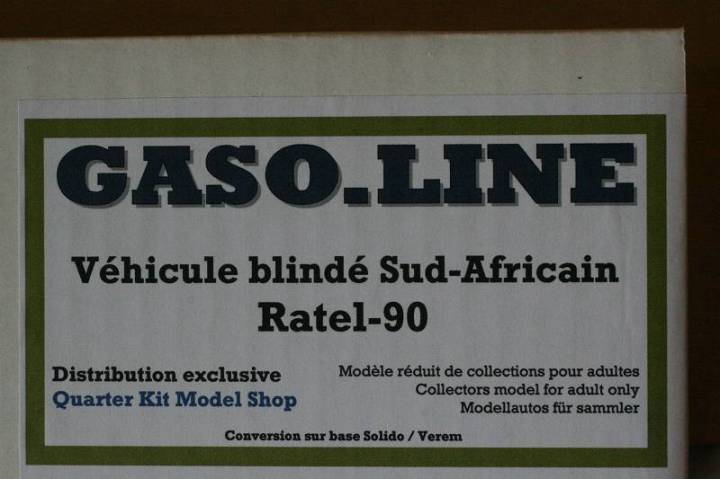 GASO.LINE
Véhicule blindé Sud-Africain
Ratel-90
Distribution exclusive
Quarter Kit Model Shop
Modèle réduit de collections pour adultes
Collectors model for adult only
Modellautos für sammler
Conversion sur base Solido / Verem